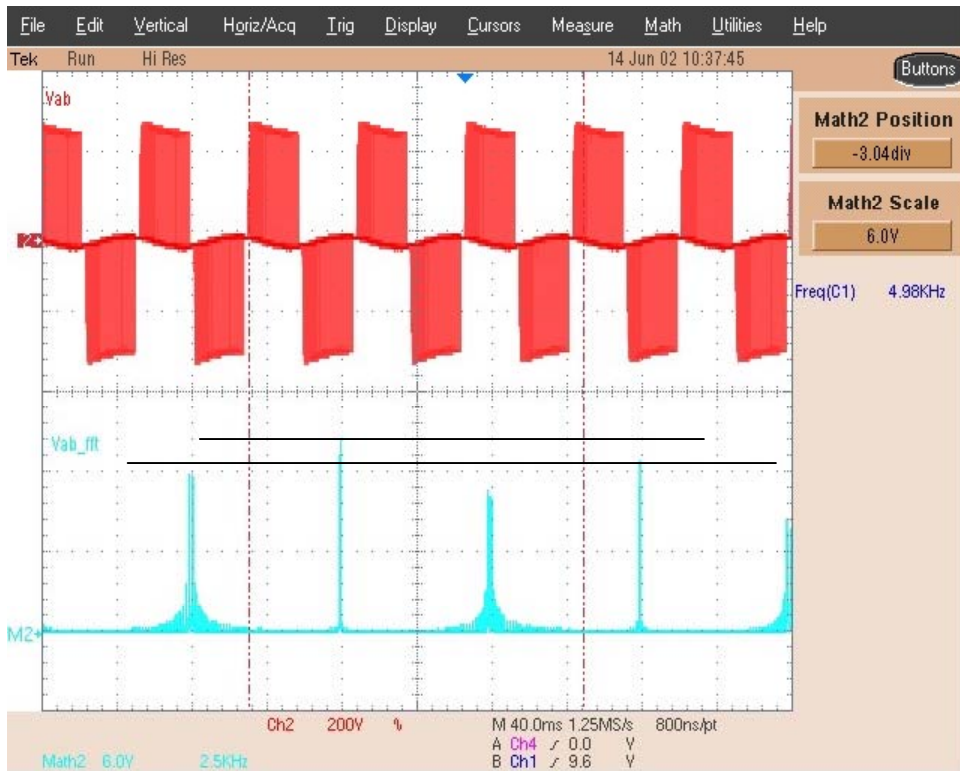 File Edit Vertical Horiz/Acq Trig Display Cursors Measure Math Utilities Help
Tek Run Hi Res 14 Jun 02 10:37:45
Buttons
Vab
Math2 Position
-3.04div
Math2 Scale
6.0V
2
Freq(C1) 4.98KHz
Vab_fft
M2
Ch2 200V M 40.0ms 1.25MS/s 800ns/pt
A Ch4 0.0 V
Math2 6.0V 2.5KHz B Ch1 9.6 V